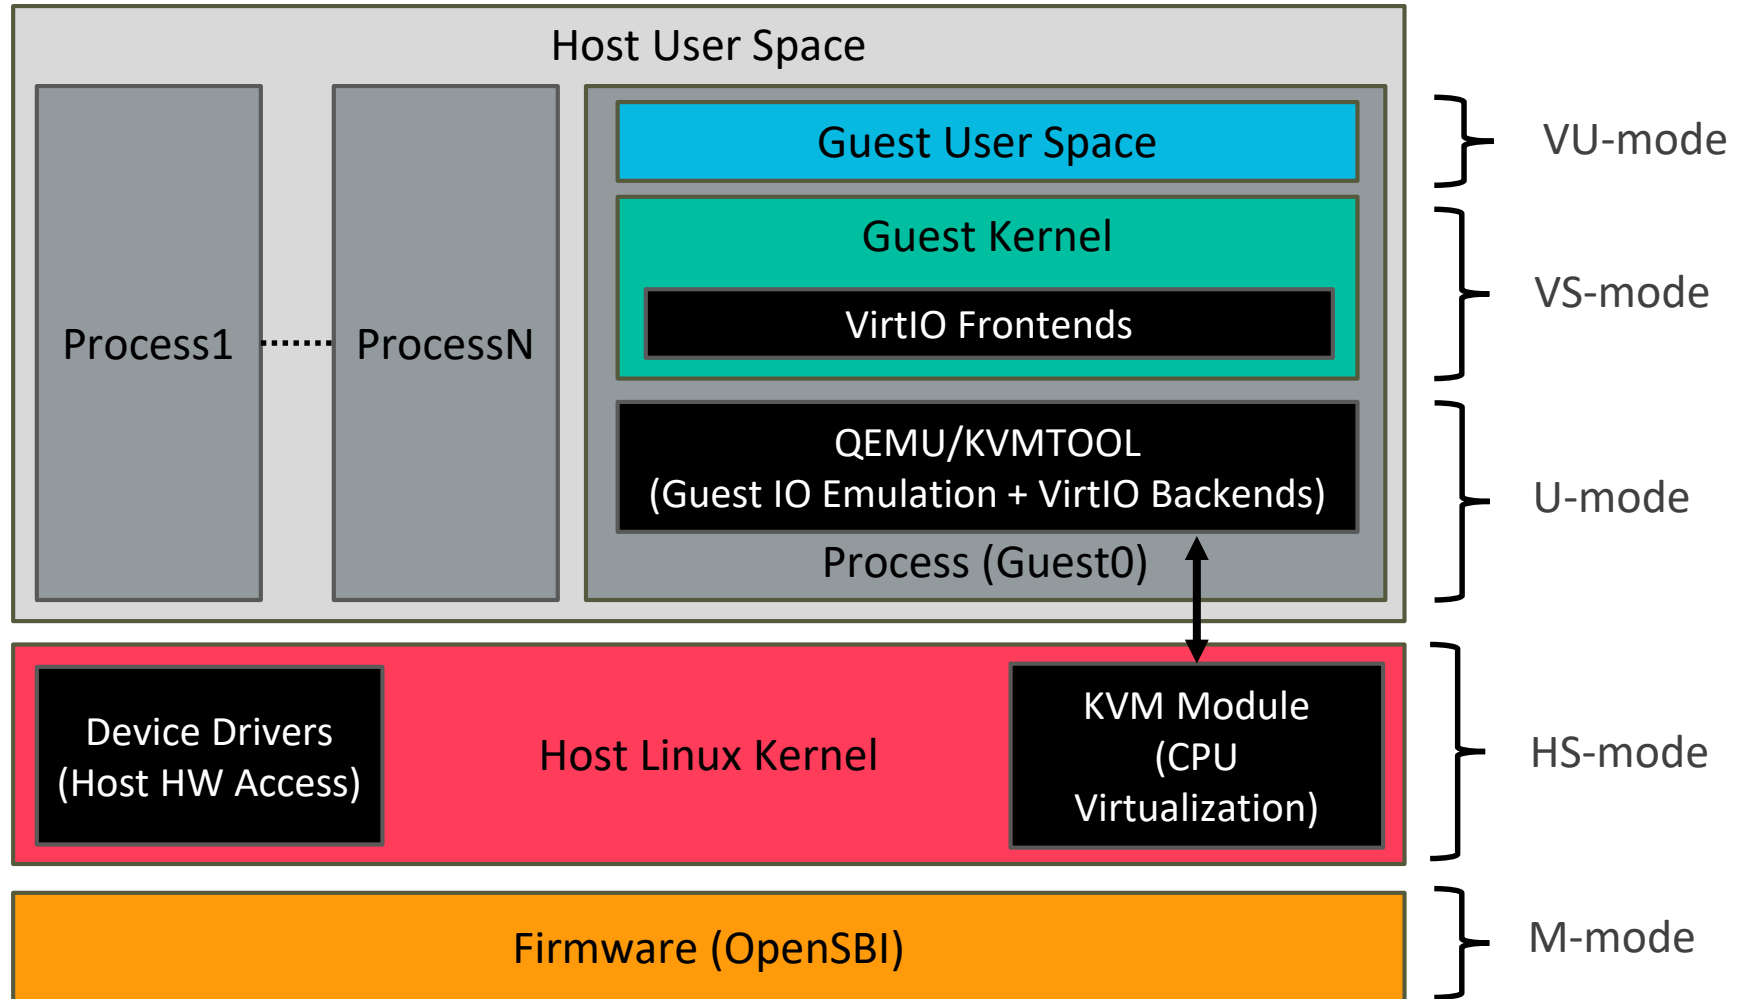 Host User Space
Process1
ProcessN
Guest User Space
Guest Kernel
VirtIO Frontends
QEMU/KVMTOOL
(Guest IO Emulation + VirtIO Backends)
Process (Guest0)
Device Drivers
(Host HW Access)
Host Linux Kernel
KVM Module
(CPU
Virtualization)
Firmware (OpenSBI)
VU-mode
VS-mode
U-mode
HS-mode
M-mode